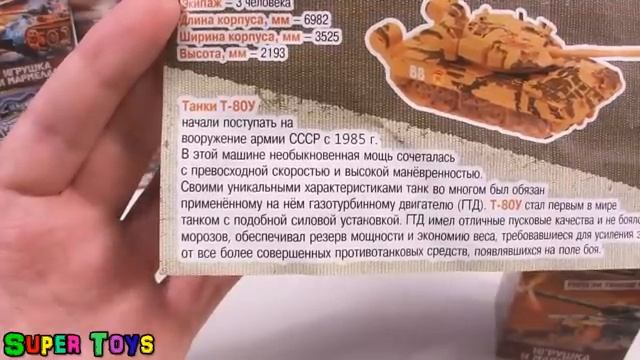 Экипаж – 3 человека
Длина корпуса, мм – 6982
Ширина корпуса, мм – 3525
Высота, мм – 2193
88
Танки Т-80У
начали поступать на
вооружение армии СССР с 1985 г.
В этой машине необыкновенная мощь сочеталась
с превосходной скоростью и высокой манёвренностью.
Своими уникальными характеристиками танк во многом был обязан
применённому на нём газотурбинному двигателю (ГТД). Т-80У стал первым в мире
танком с подобной силовой установкой. ГТД имел отличные пусковые качества и не
морозов, обеспечивал резерв мощности и экономию веса, требовавшиеся для усиления
от все более совершенных противотанковых средств, появлявшихся на поле боя.
ИГРУШКА
И МАРМЕЛАД
ИГРУШКА
Super Toys